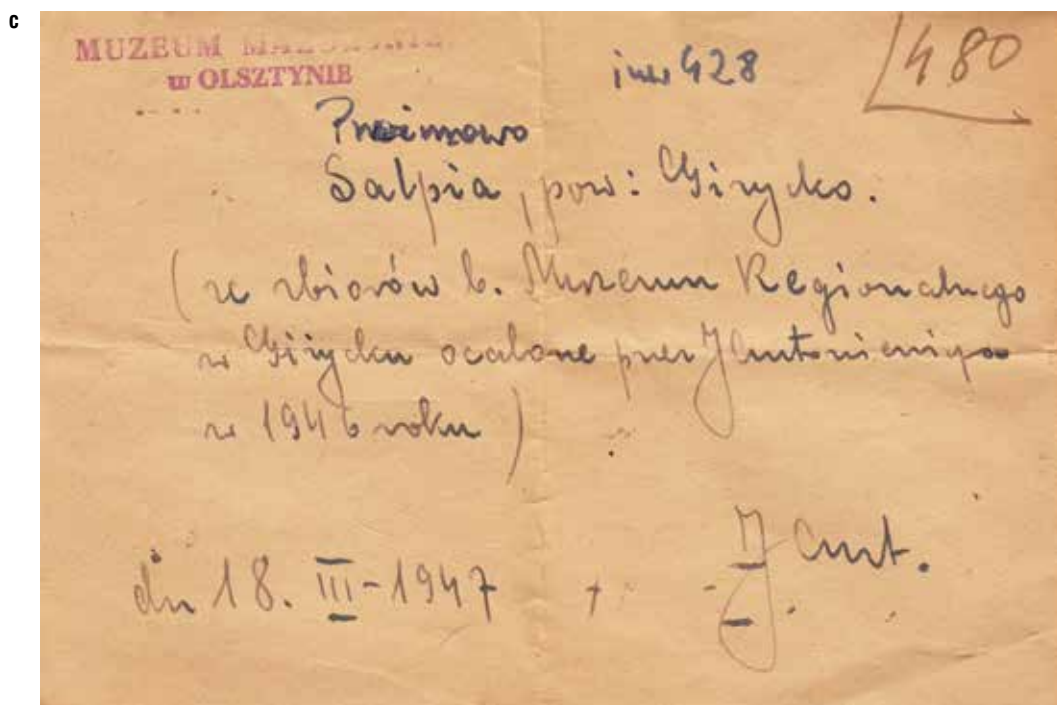 c
MUZEUM
w OLSZTYNIE
inw 428
480
Salpia, pow: Giżycko.
(ze zbiorów b. Muzeum Regionalnego
w Giżycku ocalone przez J Antoniewicza
w 1946 roku)
dn 18. III-1947 J Ant.